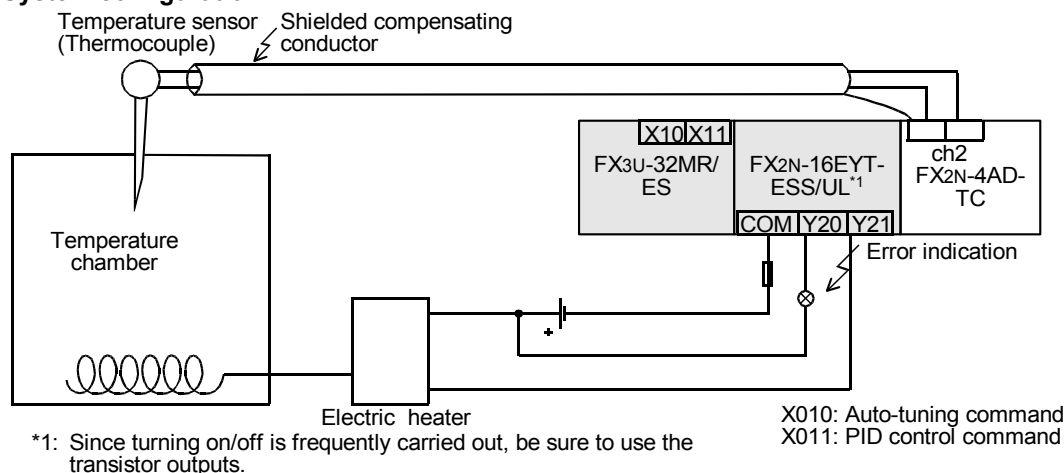 Temperature sensor
(Thermocouple)
Shielded compensating
conductor
X10 X11
FX3U-32MR/
ES
FX2N-16EYT-
ESS/UL*1
ch2
FX2N-4AD-
TC
COM Y20 Y21
Error indication
Temperature
chamber
+
Electric heater
X010: Auto-tuning command
X011: PID control command
*1: Since turning on/off is frequently carried out, be sure to use the
transistor outputs.